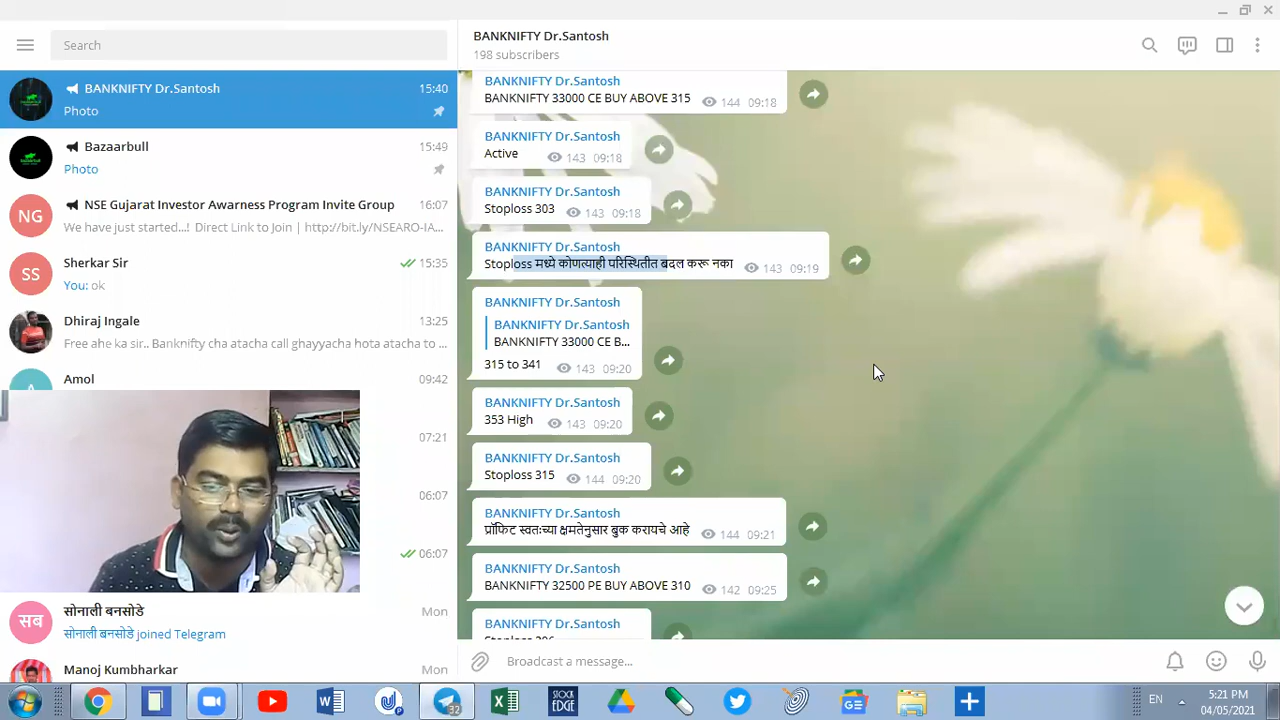 Search
BANKNIFTY Dr.Santosh
15:40
Photo
Bazaarbull
15:49
Photo
NSE Gujarat Investor Awarness Program Invite Group
16:07
We have just started...! Direct Link to Join | http://bit.ly/NSEARO-IA...
NG
SS
Sherkar Sir
15:35
You: ok
Dhiraj Ingale
13:25
Free ahe ka sir.. Banknifty cha atacha call ghayyacha hota atacha to ...
A
Amol
09:42
07:21
06:07
06:07
सब
सोनाली बनसोडे
Mon
सोनाली बनसोडे joined Telegram
Manoj Kumbharkar
Mon
BANKNIFTY Dr.Santosh
198 subscribers
BANKNIFTY Dr.Santosh
BANKNIFTY 33000 CE BUY ABOVE 315 144 09:18
BANKNIFTY Dr.Santosh
Active 143 09:18
BANKNIFTY Dr.Santosh
Stoploss 303 143 09:18
BANKNIFTY Dr.Santosh
Stoploss मध्ये कोणत्याही परिस्थितीत बदल करू नका 143 09:19
BANKNIFTY Dr.Santosh
BANKNIFTY Dr.Santosh
BANKNIFTY 33000 CE B...
315 to 341 143 09:20
BANKNIFTY Dr.Santosh
353 High 143 09:20
BANKNIFTY Dr.Santosh
Stoploss 315 144 09:20
BANKNIFTY Dr.Santosh
प्रॉफिट स्वतःच्या क्षमतेनुसार बुक करायचे आहे 144 09:21
BANKNIFTY Dr.Santosh
BANKNIFTY 32500 PE BUY ABOVE 310 142 09:25
BANKNIFTY Dr.Santosh
Broadcast a message...
32
STOCK EDGE
EN
5:21 PM
04/05/2021